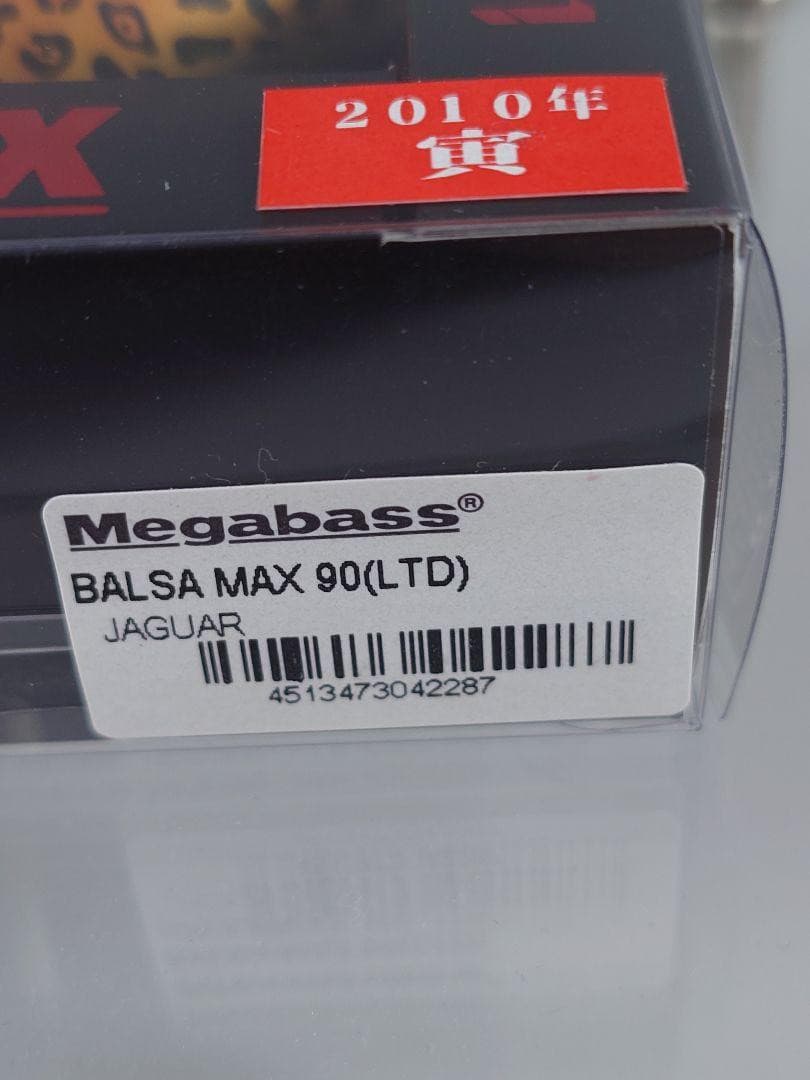 X
2010年
寅
Megabass®
BALSA MAX 90(LTD)
JAGUAR
4513473042287